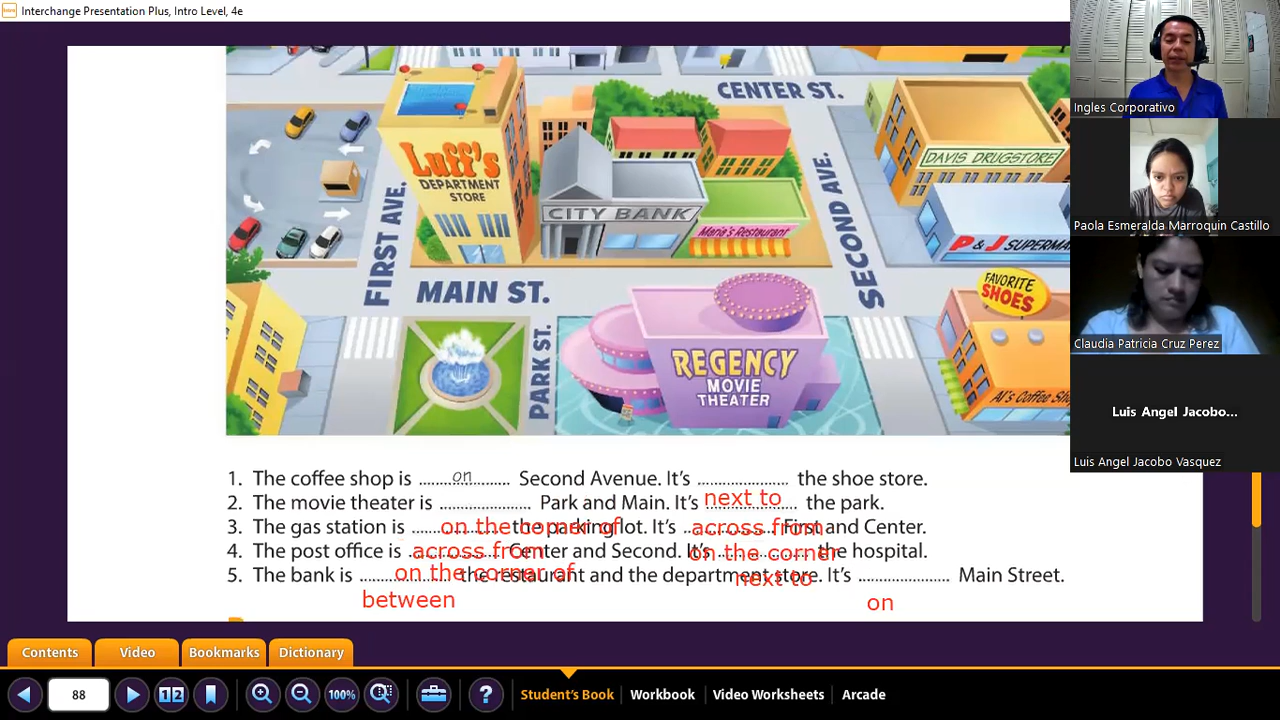 Interchange Presentation Plus, Intro Level, 4e
CENTER ST.
Luff's
DEPARTMENT
STORE
DAVIS DRUGSTORE
CITY BANK
Maria's Restaurant
P & J SUPERMA
FIRST AVE.
SECOND AVE.
MAIN ST.
FAVORITE
SHOES
PARK ST.
REGENCY
MOVIE
THEATER
Al's Coffee Sho
Ingles Corporativo
Paola Esmeralda Marroquin Castillo
Claudia Patricia Cruz Perez
Luis Angel Jacobo...
Luis Angel Jacobo Vasquez
1. The coffee shop is ......on...... Second Avenue. It's .................... the shoe store.
next to
2. The movie theater is .................... Park and Main. It's .................... the park.
on the corner of across from
3. The gas station is .................... the parking lot. It's .................... First and Center.
across from on the corner
4. The post office is .................... Center and Second. It's .................... the hospital.
on the corner of next to
5. The bank is .................... the restaurant and the department store. It's .................... Main Street.
between on
Contents Video Bookmarks Dictionary
88 1 2 100% ? Student's Book Workbook Video Worksheets Arcade